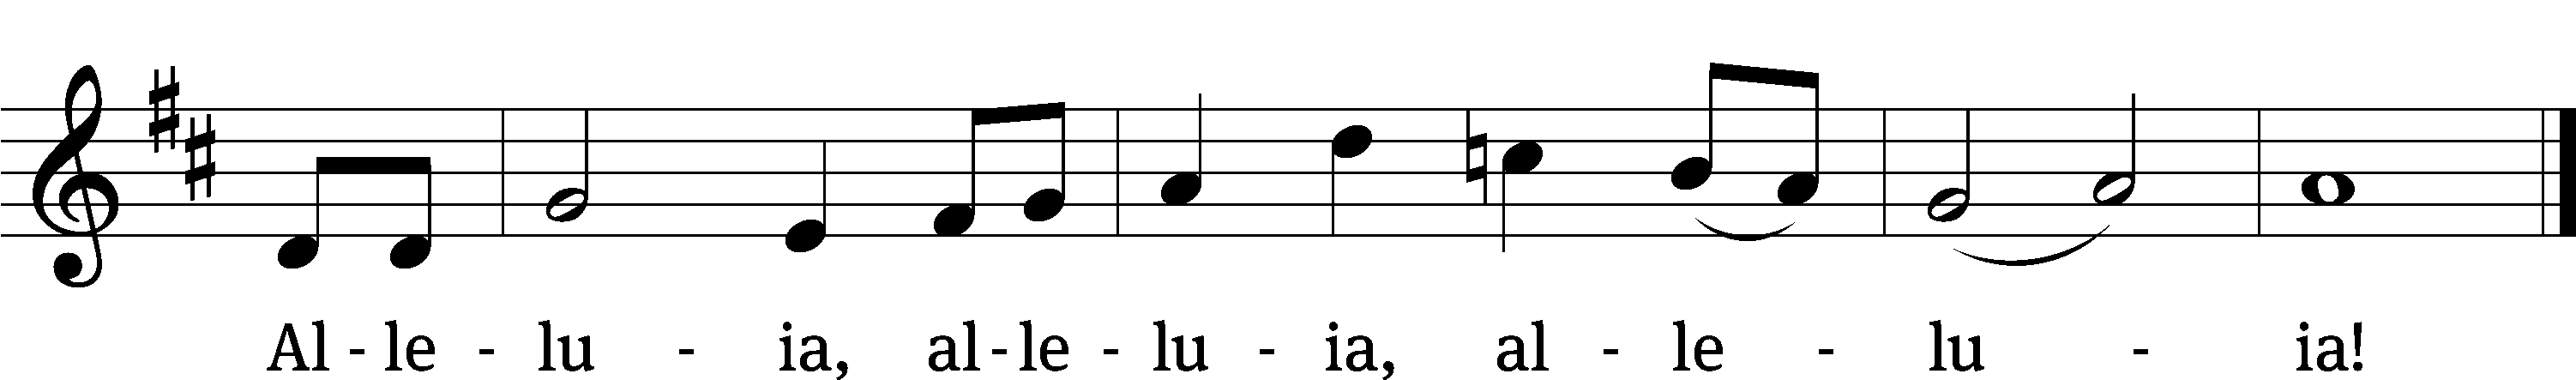 Al - le - lu - ia, al - le - lu - ia, al - le - lu - ia!